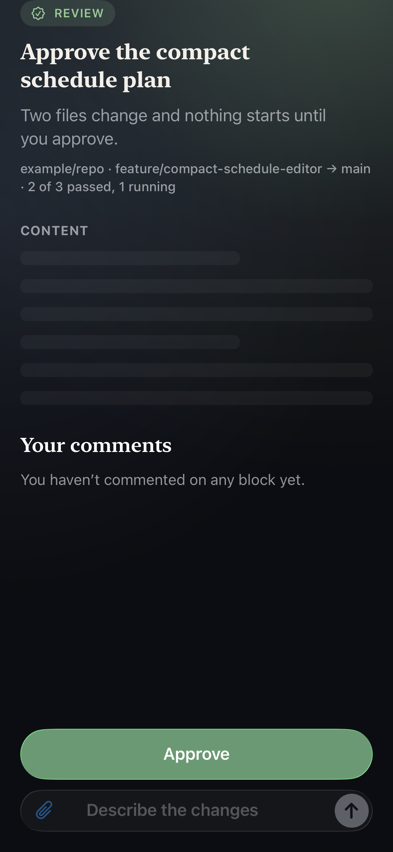 REVIEW
Approve the compact
schedule plan
Two files change and nothing starts until
you approve.
example/repo · feature/compact-schedule-editor → main
· 2 of 3 passed, 1 running
CONTENT
Your comments
You haven’t commented on any block yet.
Approve
Describe the changes